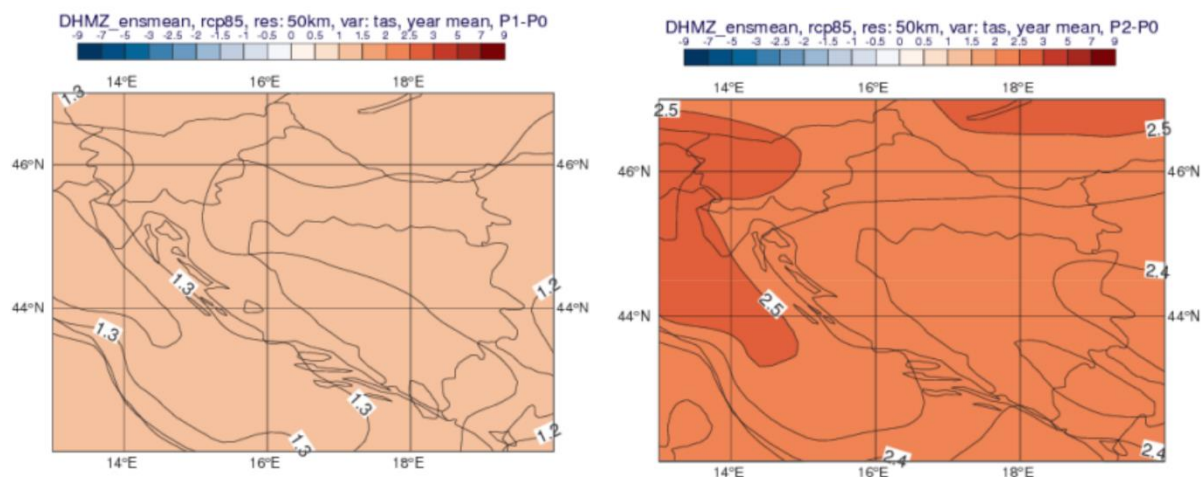 DHMZ_ensmean, rcp85, res: 50km, var: tas, year mean, P1-P0
-9 -7 -5 -3 -2 -1.5 -1 -0.5 0 0.5 1 1.5 2 2.5 3 5 7 9
14°E 16°E 18°E
1.3
46°N 46°N
1.3
1.2
44°N 44°N
1.3
1.3
1.3
1.2
14°E 16°E 18°E
DHMZ_ensmean, rcp85, res: 50km, var: tas, year mean, P2-P0
-9 -7 -5 -3 -2 -1.5 -1 -0.5 0 0.5 1 1.5 2 2.5 3 5 7 9
14°E 16°E 18°E
2.5
2.5
46°N 46°N
2.4
2.5
44°N 44°N
2.4
2.4
14°E 16°E 18°E